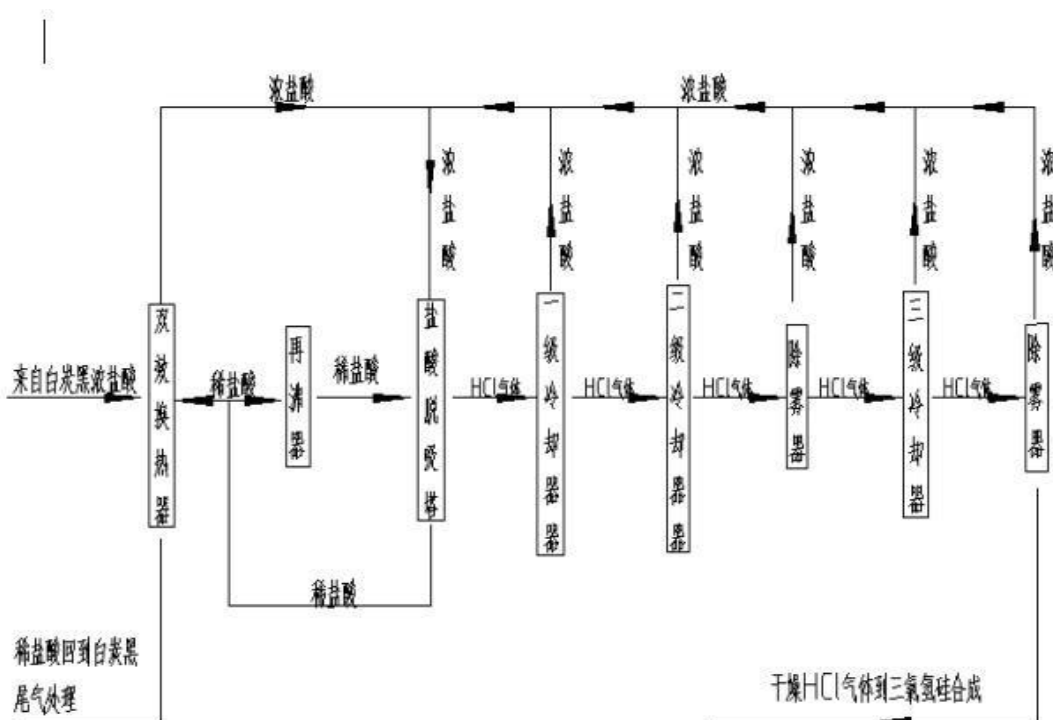 浓盐酸
浓盐酸
浓盐酸
浓盐酸
浓盐酸
浓盐酸
浓盐酸
浓盐酸
来自白炭黑浓盐酸
换热器
稀盐酸
再沸器
稀盐酸
盐酸脱吸塔
HCl气体
一级冷却器器
HCl气体
二级冷却器器
HCl气体
除雾器
HCl气体
三级冷却器
HCl气体
除雾器
稀盐酸
稀盐酸回到白炭黑
尾气处理
干燥HCl气体到三氯氢硅合成